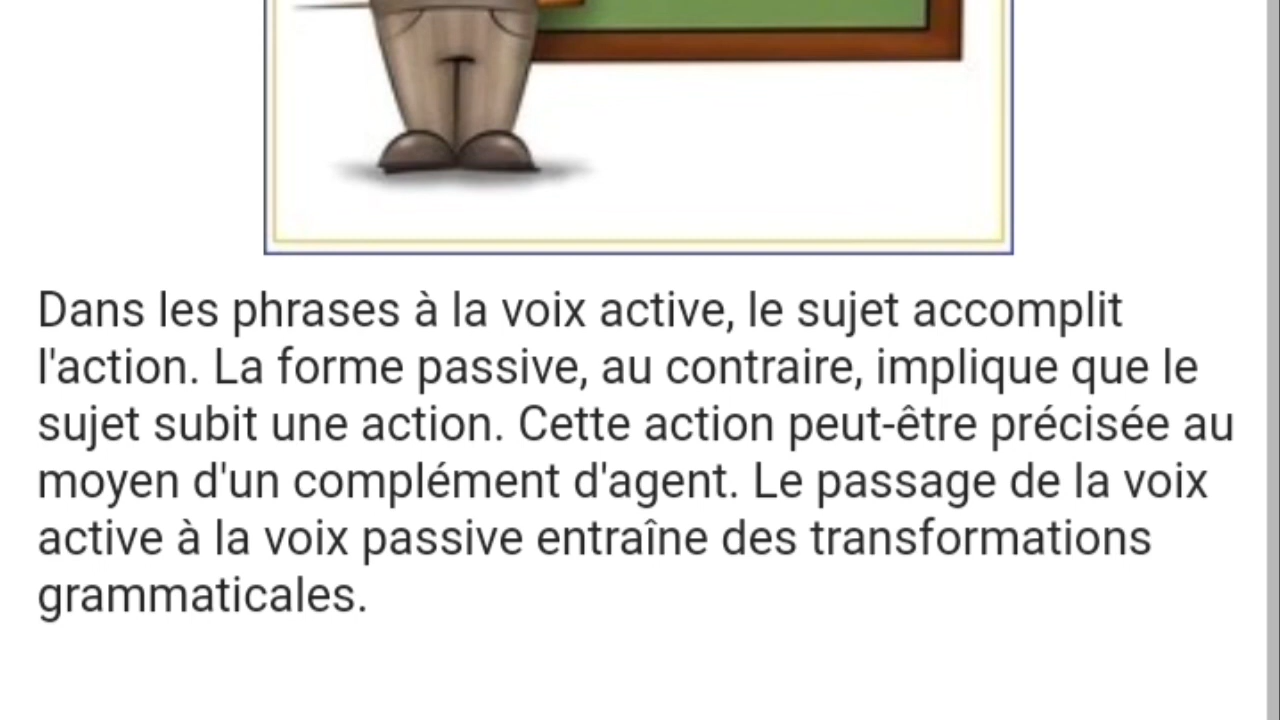 Dans les phrases à la voix active, le sujet accomplit
l'action. La forme passive, au contraire, implique que le
sujet subit une action. Cette action peut-être précisée au
moyen d'un complément d'agent. Le passage de la voix
active à la voix passive entraîne des transformations
grammaticales.